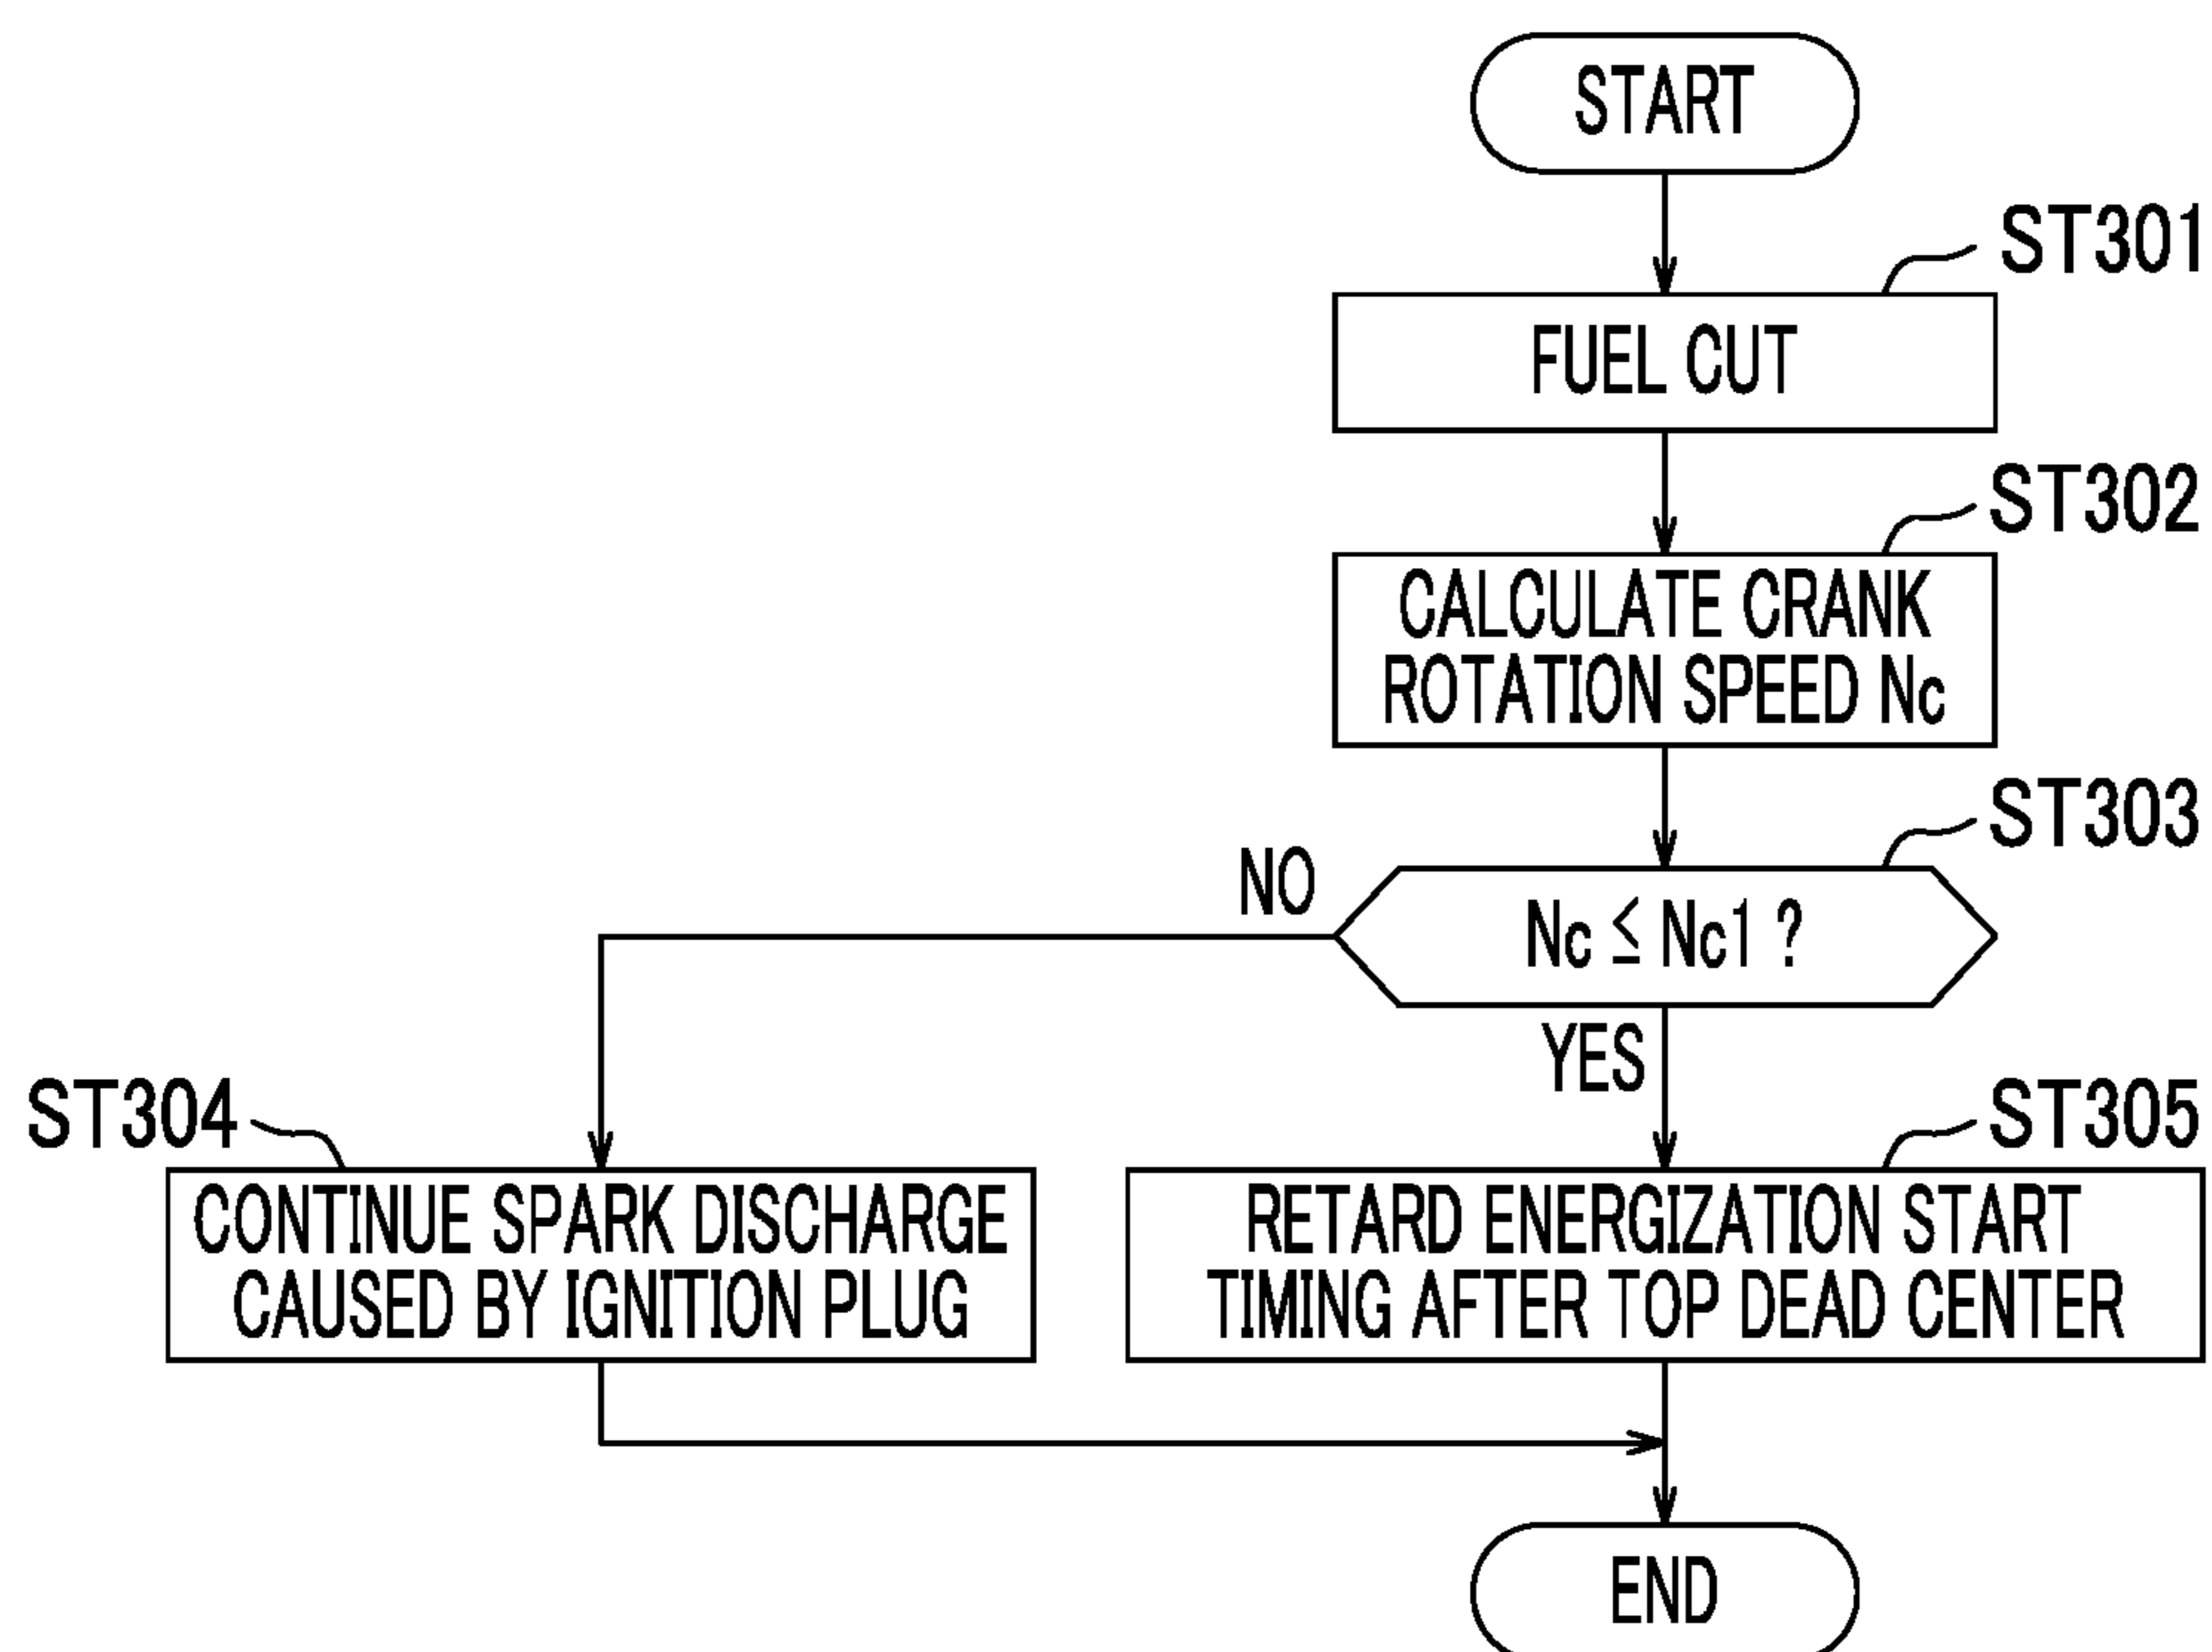 START
ST301
FUEL CUT
ST302
CALCULATE CRANK
ROTATION SPEED Nc
ST303
NO
Nc ≦ Nc1 ?
YES
ST304
CONTINUE SPARK DISCHARGE
CAUSED BY IGNITION PLUG
ST305
RETARD ENERGIZATION START
TIMING AFTER TOP DEAD CENTER
END